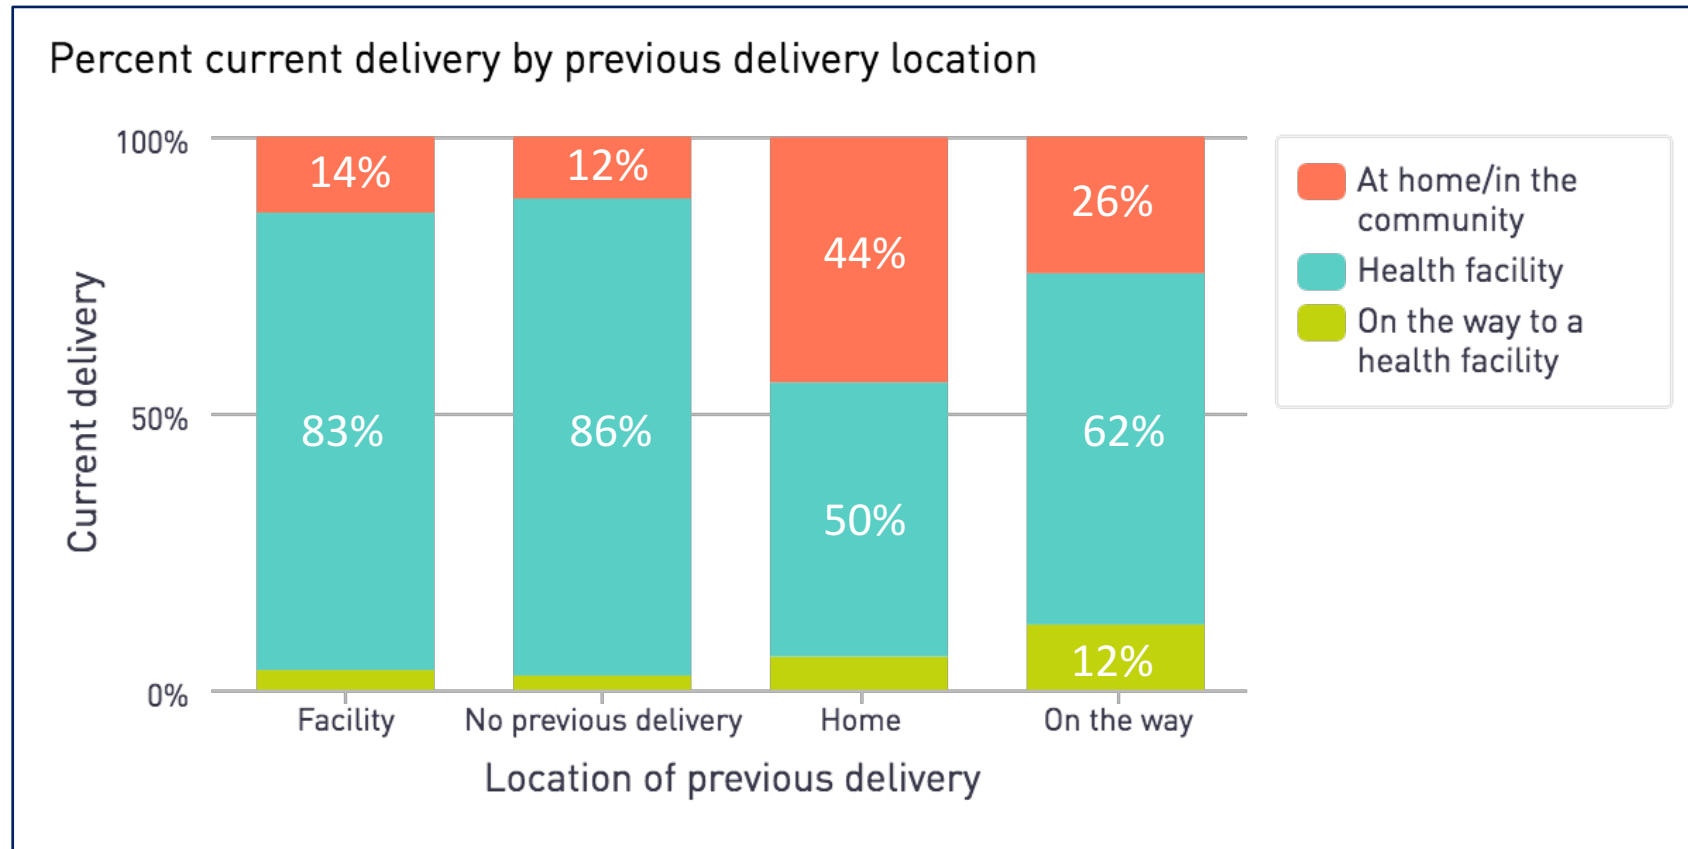 Percent current delivery by previous delivery location
100%
50%
0%
Current delivery
14%
83%
12%
86%
44%
50%
26%
62%
12%
Facility
No previous delivery
Home
On the way
Location of previous delivery
At home/in the
community
Health facility
On the way to a
health facility